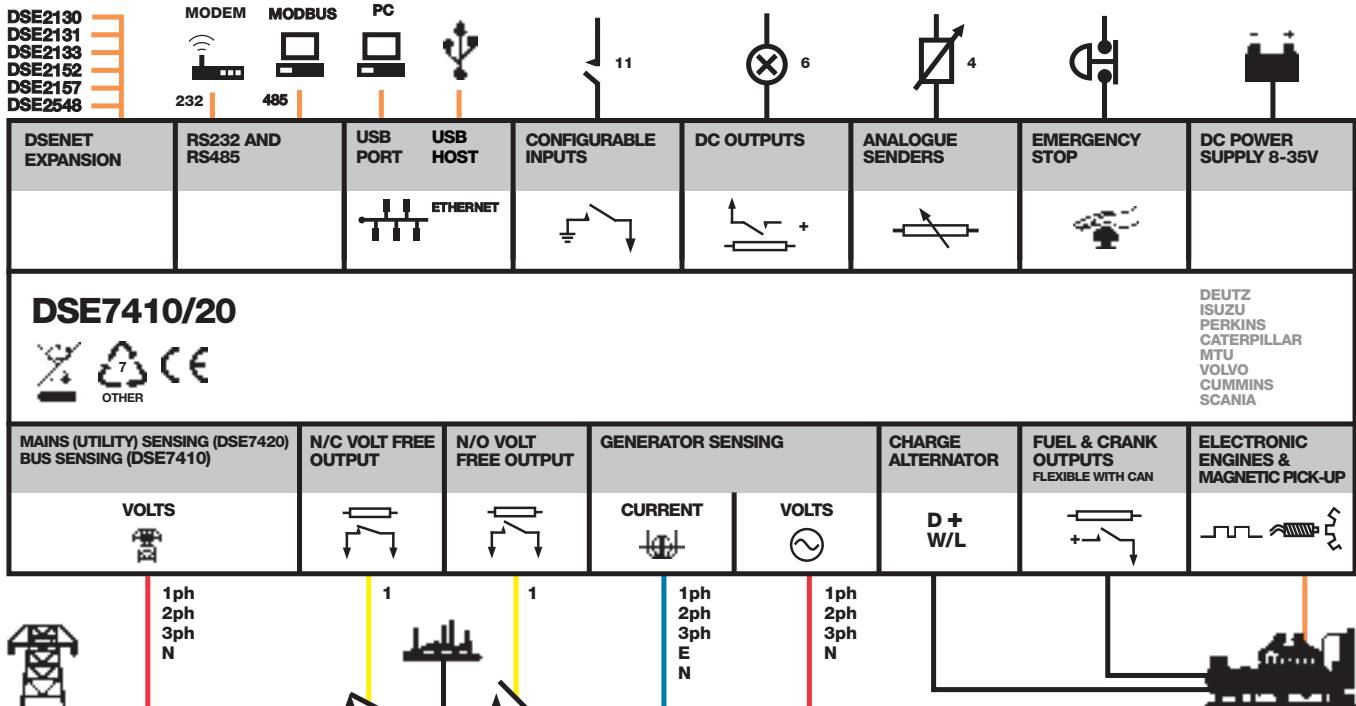 DSE2130
DSE2131
DSE2133
DSE2152
DSE2157
DSE2548
MODEM
232
MODBUS
485
PC
11
6
4
- +
DSENET
EXPANSION
RS232 AND
RS485
USB
PORT
USB
HOST
ETHERNET
CONFIGURABLE
INPUTS
DC OUTPUTS
+
ANALOGUE
SENDERS
EMERGENCY
STOP
DC POWER
SUPPLY 8-35V
DSE7410/20
7
OTHER
CE
DEUTZ
ISUZU
PERKINS
CATERPILLAR
MTU
VOLVO
CUMMINS
SCANIA
MAINS (UTILITY) SENSING (DSE7420)
BUS SENSING (DSE7410)
VOLTS
N/C VOLT FREE
OUTPUT
N/O VOLT
FREE OUTPUT
GENERATOR SENSING
CURRENT
VOLTS
CHARGE
ALTERNATOR
D +
W/L
FUEL & CRANK
OUTPUTS
FLEXIBLE WITH CAN
+
ELECTRONIC
ENGINES &
MAGNETIC PICK-UP
1ph
2ph
3ph
N
1
1
1ph
2ph
3ph
E
N
1ph
2ph
3ph
N